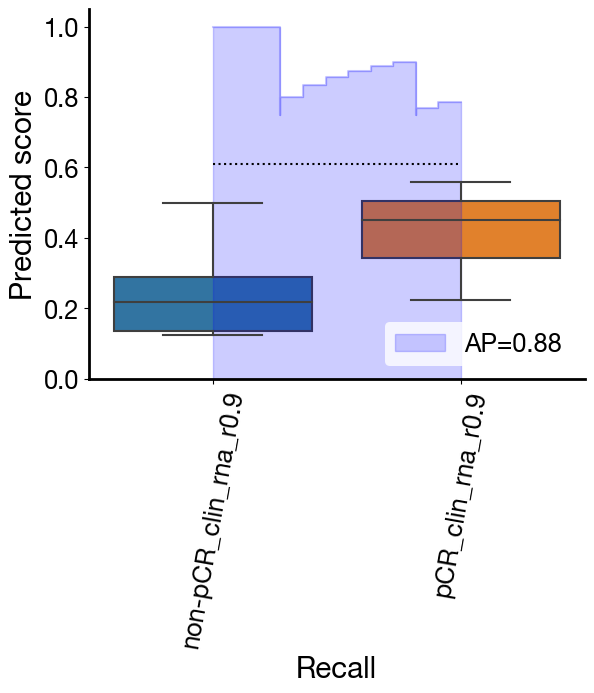 Predicted score
1.0
0.8
0.6
0.4
0.2
0.0
AP=0.88
non-pCR_clin_rna_r0.9
pCR_clin_rna_r0.9
Recall